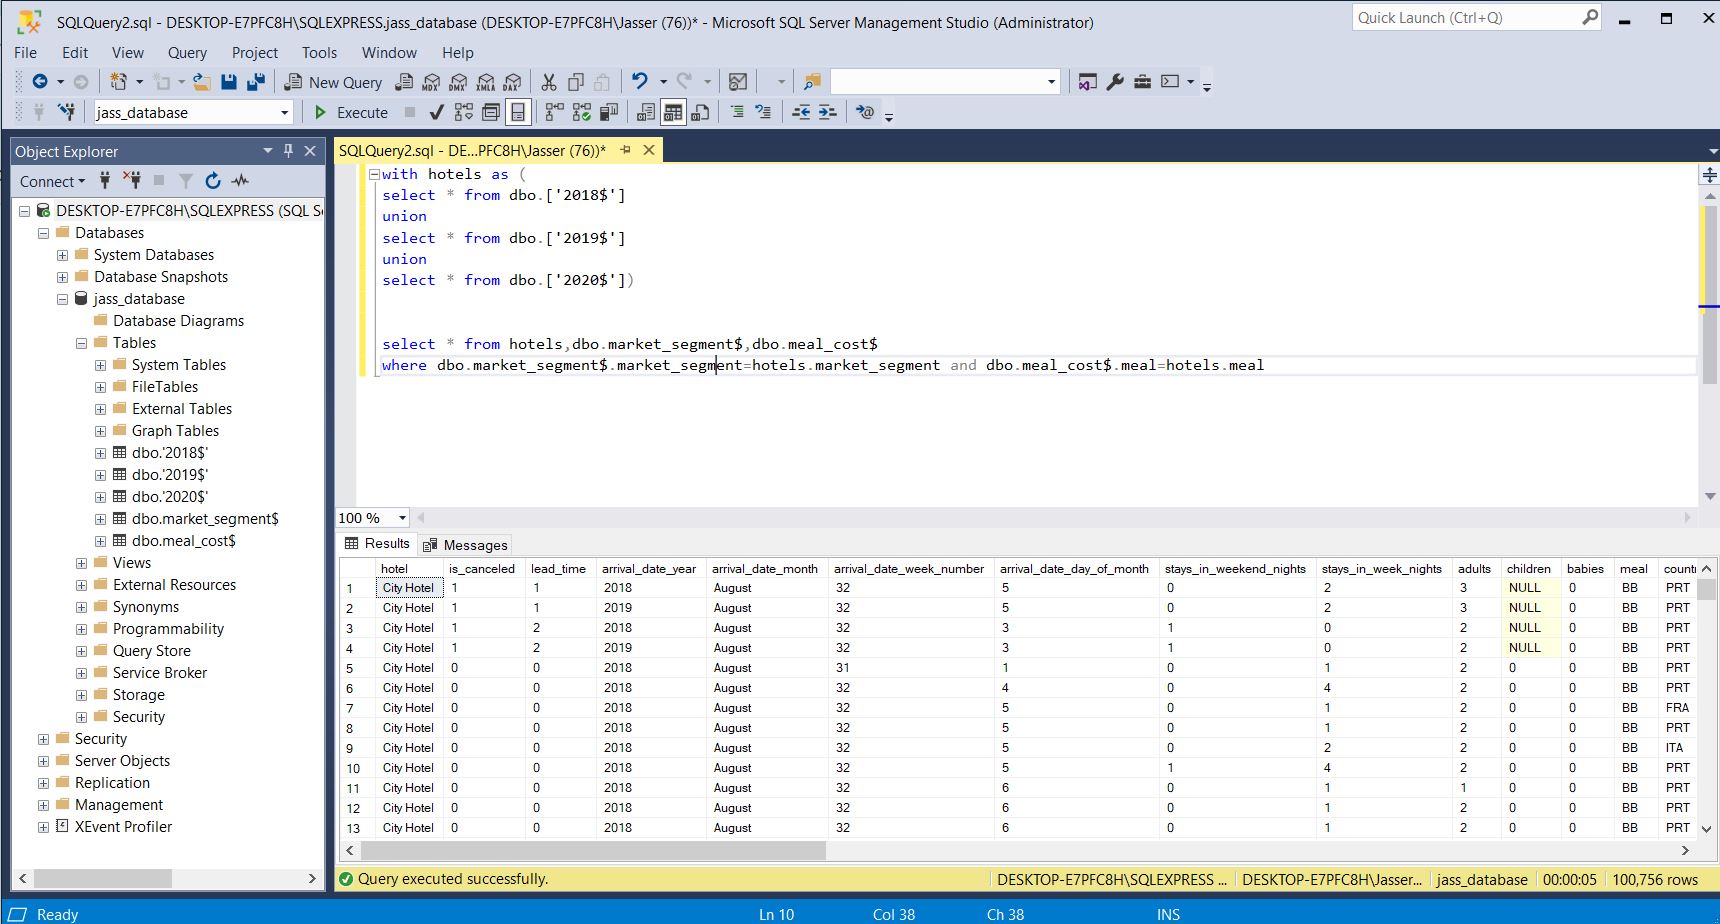 SQLQuery2.sql - DESKTOP-E7PFC8H\SQLEXPRESS.jass_database (DESKTOP-E7PFC8H\Jasser (76))* - Microsoft SQL Server Management Studio (Administrator)
Quick Launch (Ctrl+Q)
File Edit View Query Project Tools Window Help
New Query MDX DMX XMLA DAX
jass_database Execute
Object Explorer
Connect
DESKTOP-E7PFC8H\SQLEXPRESS (SQL S
Databases
System Databases
Database Snapshots
jass_database
Database Diagrams
Tables
System Tables
FileTables
External Tables
Graph Tables
dbo.'2018$'
dbo.'2019$'
dbo.'2020$'
dbo.market_segment$
dbo.meal_cost$
Views
External Resources
Synonyms
Programmability
Query Store
Service Broker
Storage
Security
Security
Server Objects
Replication
Management
XEvent Profiler
SQLQuery2.sql - DE...PFC8H\Jasser (76))*
with hotels as (
select * from dbo.['2018$']
union
select * from dbo.['2019$']
union
select * from dbo.['2020$'])
select * from hotels,dbo.market_segment$,dbo.meal_cost$
where dbo.market_segment$.market_segment=hotels.market_segment and dbo.meal_cost$.meal=hotels.meal
100 %
Results Messages
hotel is_canceled lead_time arrival_date_year arrival_date_month arrival_date_week_number arrival_date_day_of_month stays_in_weekend_nights stays_in_week_nights adults children babies meal count
1 City Hotel 1 1 2018 August 32 5 0 2 3 NULL 0 BB PRT
2 City Hotel 1 1 2019 August 32 5 0 2 3 NULL 0 BB PRT
3 City Hotel 1 2 2018 August 32 3 1 0 2 NULL 0 BB PRT
4 City Hotel 1 2 2019 August 32 3 1 0 2 NULL 0 BB PRT
5 City Hotel 0 0 2018 August 31 1 0 1 2 0 0 BB PRT
6 City Hotel 0 0 2018 August 32 4 0 4 2 0 0 BB PRT
7 City Hotel 0 0 2018 August 32 5 0 1 2 0 0 BB FRA
8 City Hotel 0 0 2018 August 32 5 0 1 2 0 0 BB PRT
9 City Hotel 0 0 2018 August 32 5 0 2 2 0 0 BB ITA
10 City Hotel 0 0 2018 August 32 5 1 4 2 0 0 BB PRT
11 City Hotel 0 0 2018 August 32 6 0 1 1 0 0 BB PRT
12 City Hotel 0 0 2018 August 32 6 0 1 2 0 0 BB PRT
13 City Hotel 0 0 2018 August 32 6 0 1 2 0 0 BB PRT
Query executed successfully. DESKTOP-E7PFC8H\SQLEXPRESS ... DESKTOP-E7PFC8H\Jasser... jass_database 00:00:05 100,756 rows
Ready Ln 10 Col 38 Ch 38 INS